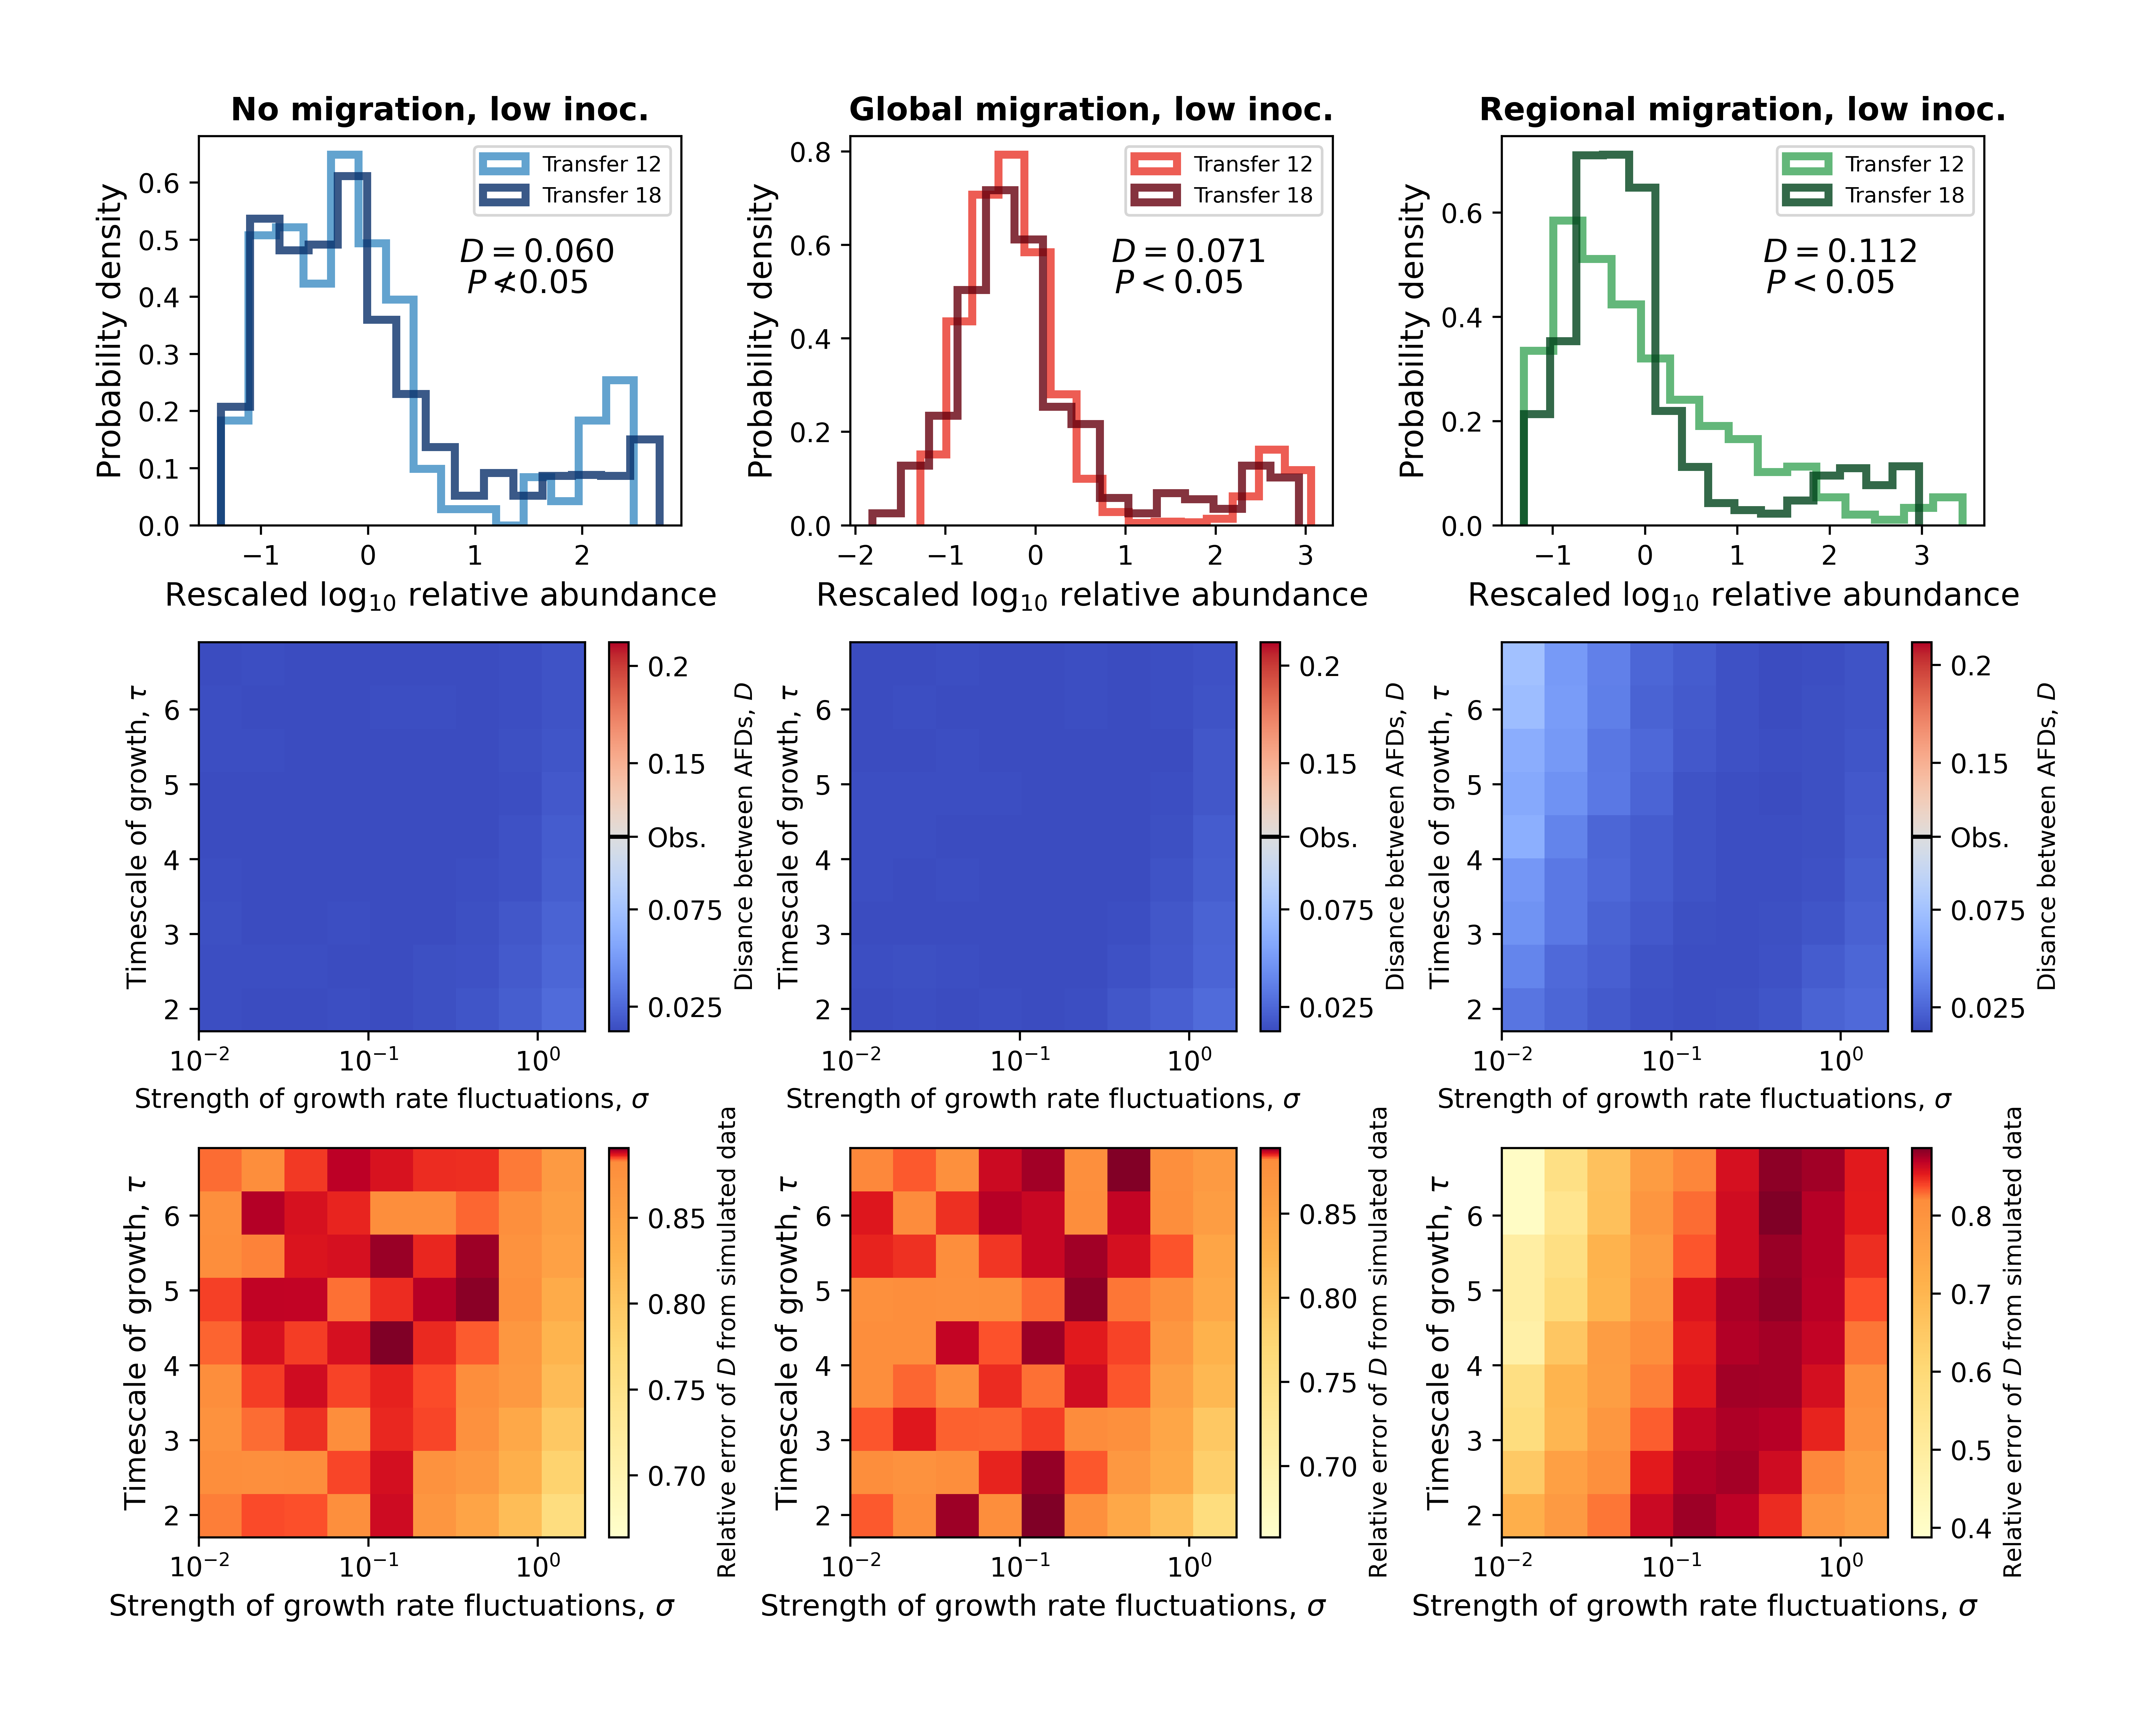 No migration, low inoc.
Global migration, low inoc.
Regional migration, low inoc.
Probability density
0.0
0.1
0.2
0.3
0.4
0.5
0.6
Transfer 12
Transfer 18
D = 0.060
P ≮ 0.05
−1
0
1
2
Rescaled log₁₀ relative abundance
Probability density
0.0
0.2
0.4
0.6
0.8
Transfer 12
Transfer 18
D = 0.071
P < 0.05
−2
−1
0
1
2
3
Rescaled log₁₀ relative abundance
Probability density
0.0
0.2
0.4
0.6
Transfer 12
Transfer 18
D = 0.112
P < 0.05
−1
0
1
2
3
Rescaled log₁₀ relative abundance
Timescale of growth, τ
6
5
4
3
2
10⁻²
10⁻¹
10⁰
Strength of growth rate fluctuations, σ
0.2
0.15
Obs.
0.075
0.025
Disance between AFDs, D
Timescale of growth, τ
6
5
4
3
2
10⁻²
10⁻¹
10⁰
Strength of growth rate fluctuations, σ
0.2
0.15
Obs.
0.075
0.025
Disance between AFDs, D
Timescale of growth, τ
6
5
4
3
2
10⁻²
10⁻¹
10⁰
Strength of growth rate fluctuations, σ
0.2
0.15
Obs.
0.075
0.025
Disance between AFDs, D
Timescale of growth, τ
6
5
4
3
2
10⁻²
10⁻¹
10⁰
Strength of growth rate fluctuations, σ
0.85
0.80
0.75
0.70
Relative error of D from simulated data
Timescale of growth, τ
6
5
4
3
2
10⁻²
10⁻¹
10⁰
Strength of growth rate fluctuations, σ
0.85
0.80
0.75
0.70
Relative error of D from simulated data
Timescale of growth, τ
6
5
4
3
2
10⁻²
10⁻¹
10⁰
Strength of growth rate fluctuations, σ
0.8
0.7
0.6
0.5
0.4
Relative error of D from simulated data